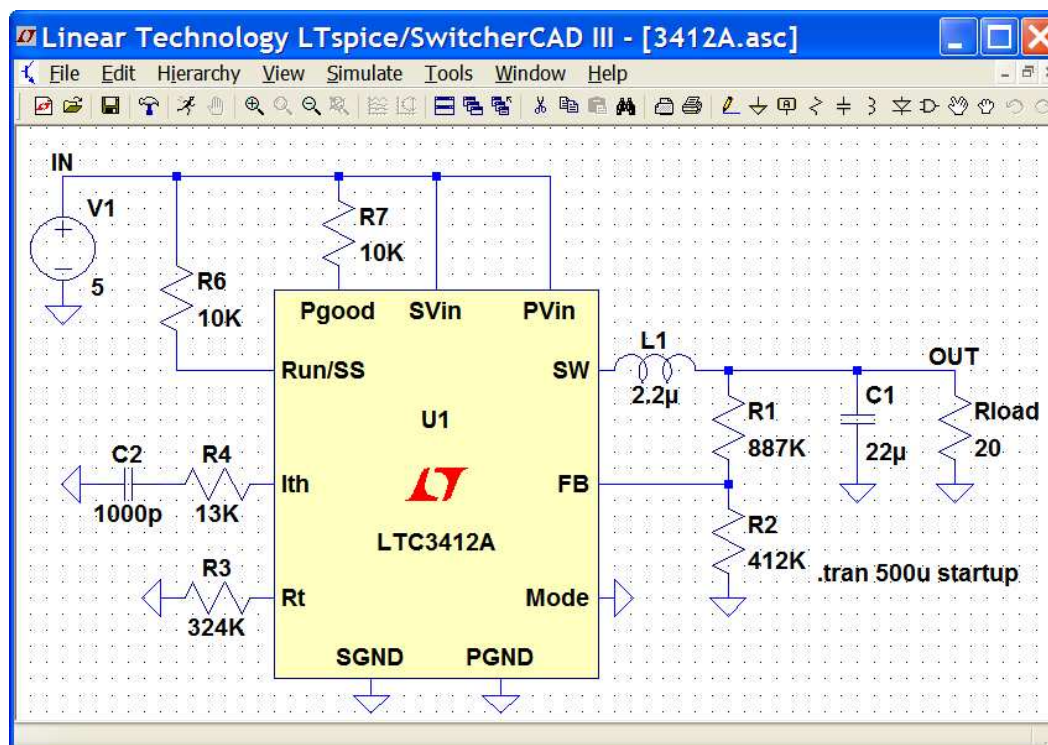 Linear Technology LTspice/SwitcherCAD III - [3412A.asc]
File Edit Hierarchy View Simulate Tools Window Help
IN
V1
5
R6
10K
R7
10K
Pgood SVin PVin
Run/SS
SW
U1
Ith
FB
LTC3412A
Rt
Mode
SGND PGND
L1
2.2µ
OUT
R1
887K
C1
22µ
Rload
20
C2
1000p
R4
13K
R3
324K
R2
412K
.tran 500u startup